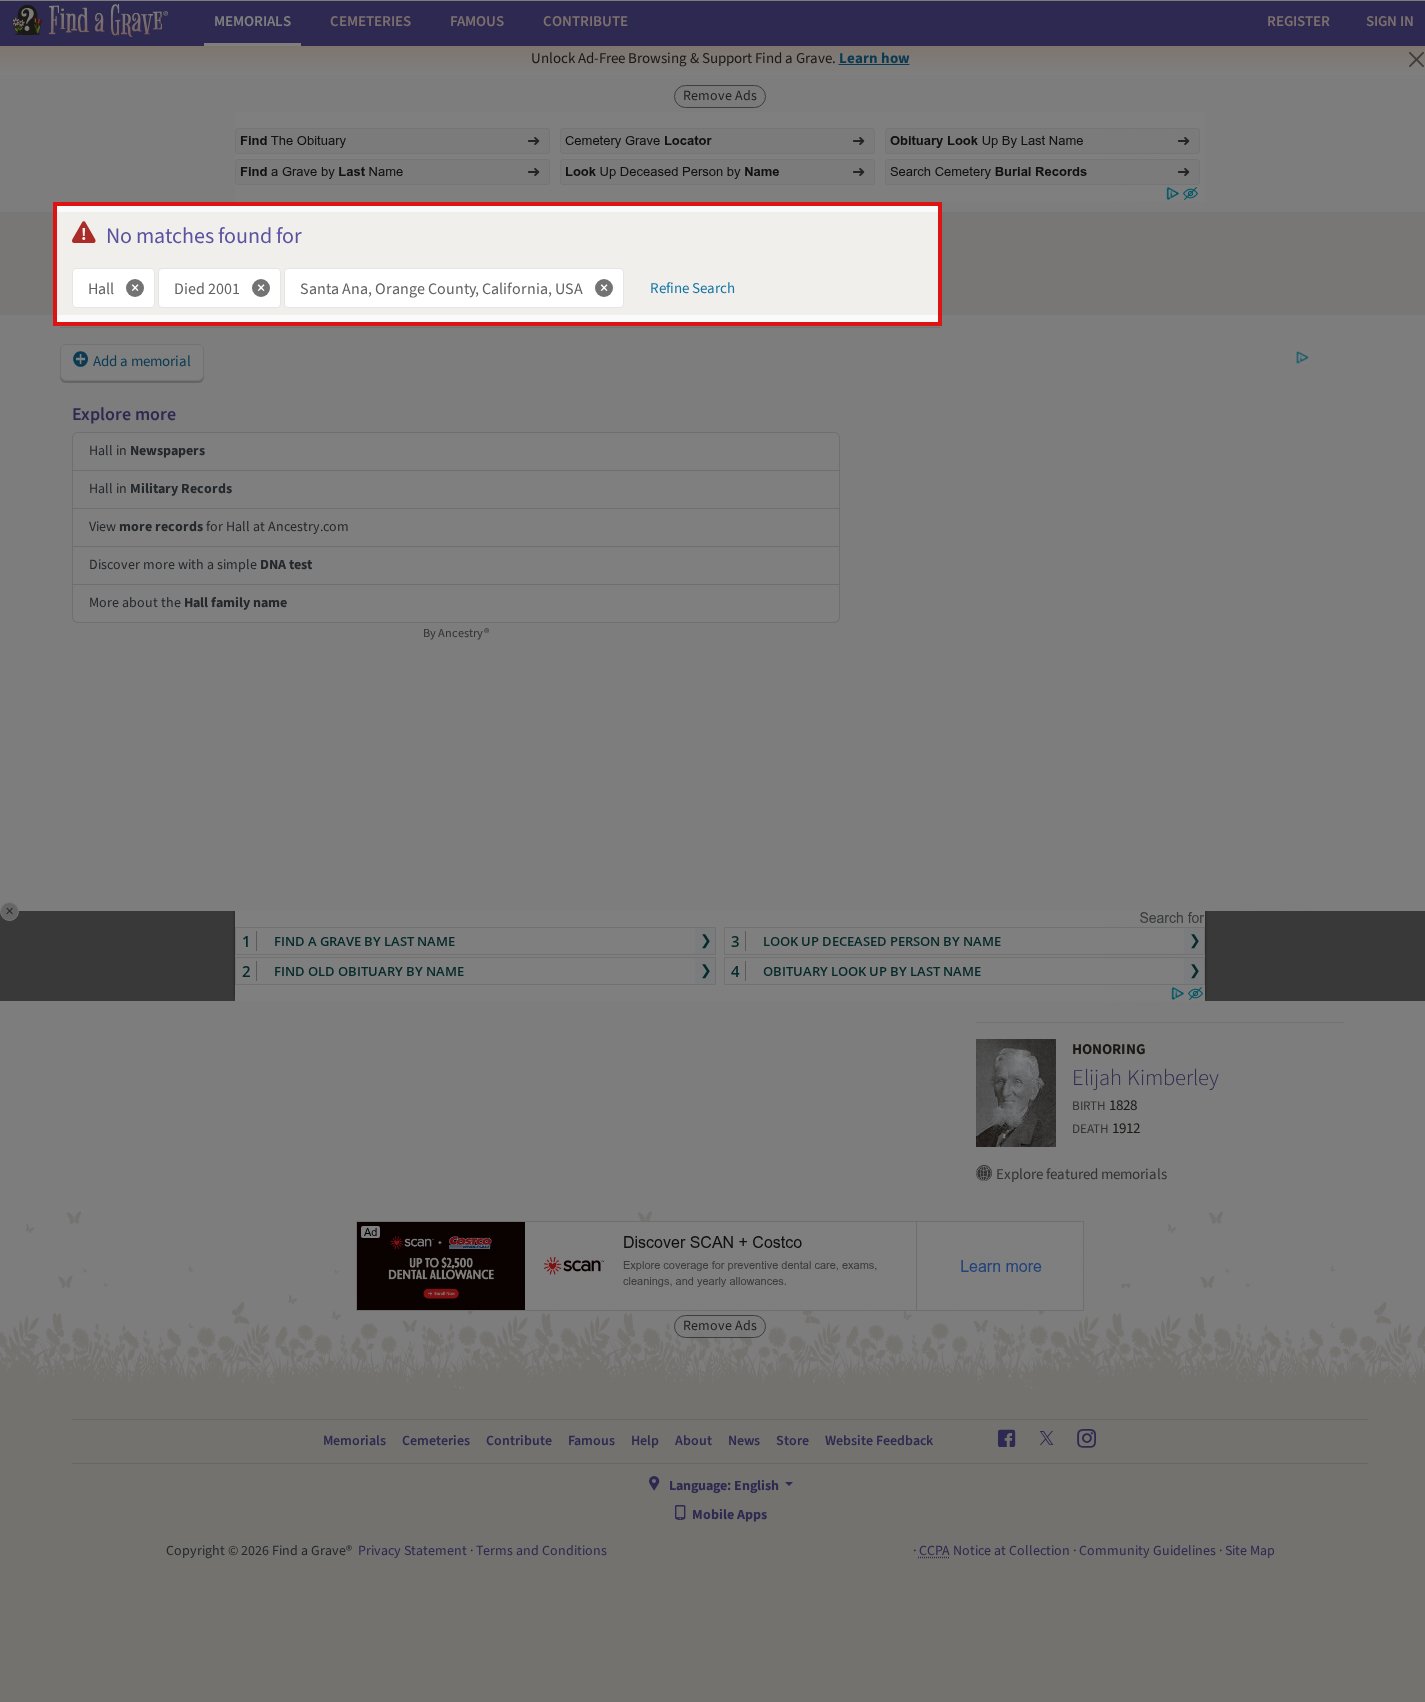 Find a Grave®
MEMORIALS
CEMETERIES
FAMOUS
CONTRIBUTE
REGISTER
SIGN IN
Unlock Ad-Free Browsing & Support Find a Grave. Learn how
Remove Ads
Find The Obituary
Cemetery Grave Locator
Obituary Look Up By Last Name
Find a Grave by Last Name
Look Up Deceased Person by Name
Search Cemetery Burial Records
No matches found for
Hall
Died 2001
Santa Ana, Orange County, California, USA
Refine Search
Add a memorial
Explore more
Hall in Newspapers
Hall in Military Records
View more records for Hall at Ancestry.com
Discover more with a simple DNA test
More about the Hall family name
By Ancestry®
Search for
1 FIND A GRAVE BY LAST NAME
3 LOOK UP DECEASED PERSON BY NAME
2 FIND OLD OBITUARY BY NAME
4 OBITUARY LOOK UP BY LAST NAME
HONORING
Elijah Kimberley
BIRTH 1828
DEATH 1912
Explore featured memorials
Ad
scan · Costco
UP TO $2,500
DENTAL ALLOWANCE
Enroll Now
scan
Discover SCAN + Costco
Explore coverage for preventive dental care, exams,
cleanings, and yearly allowances.
Learn more
Remove Ads
Memorials Cemeteries Contribute Famous Help About News Store Website Feedback
Language: English
Mobile Apps
Copyright © 2026 Find a Grave® Privacy Statement · Terms and Conditions
· CCPA Notice at Collection · Community Guidelines · Site Map